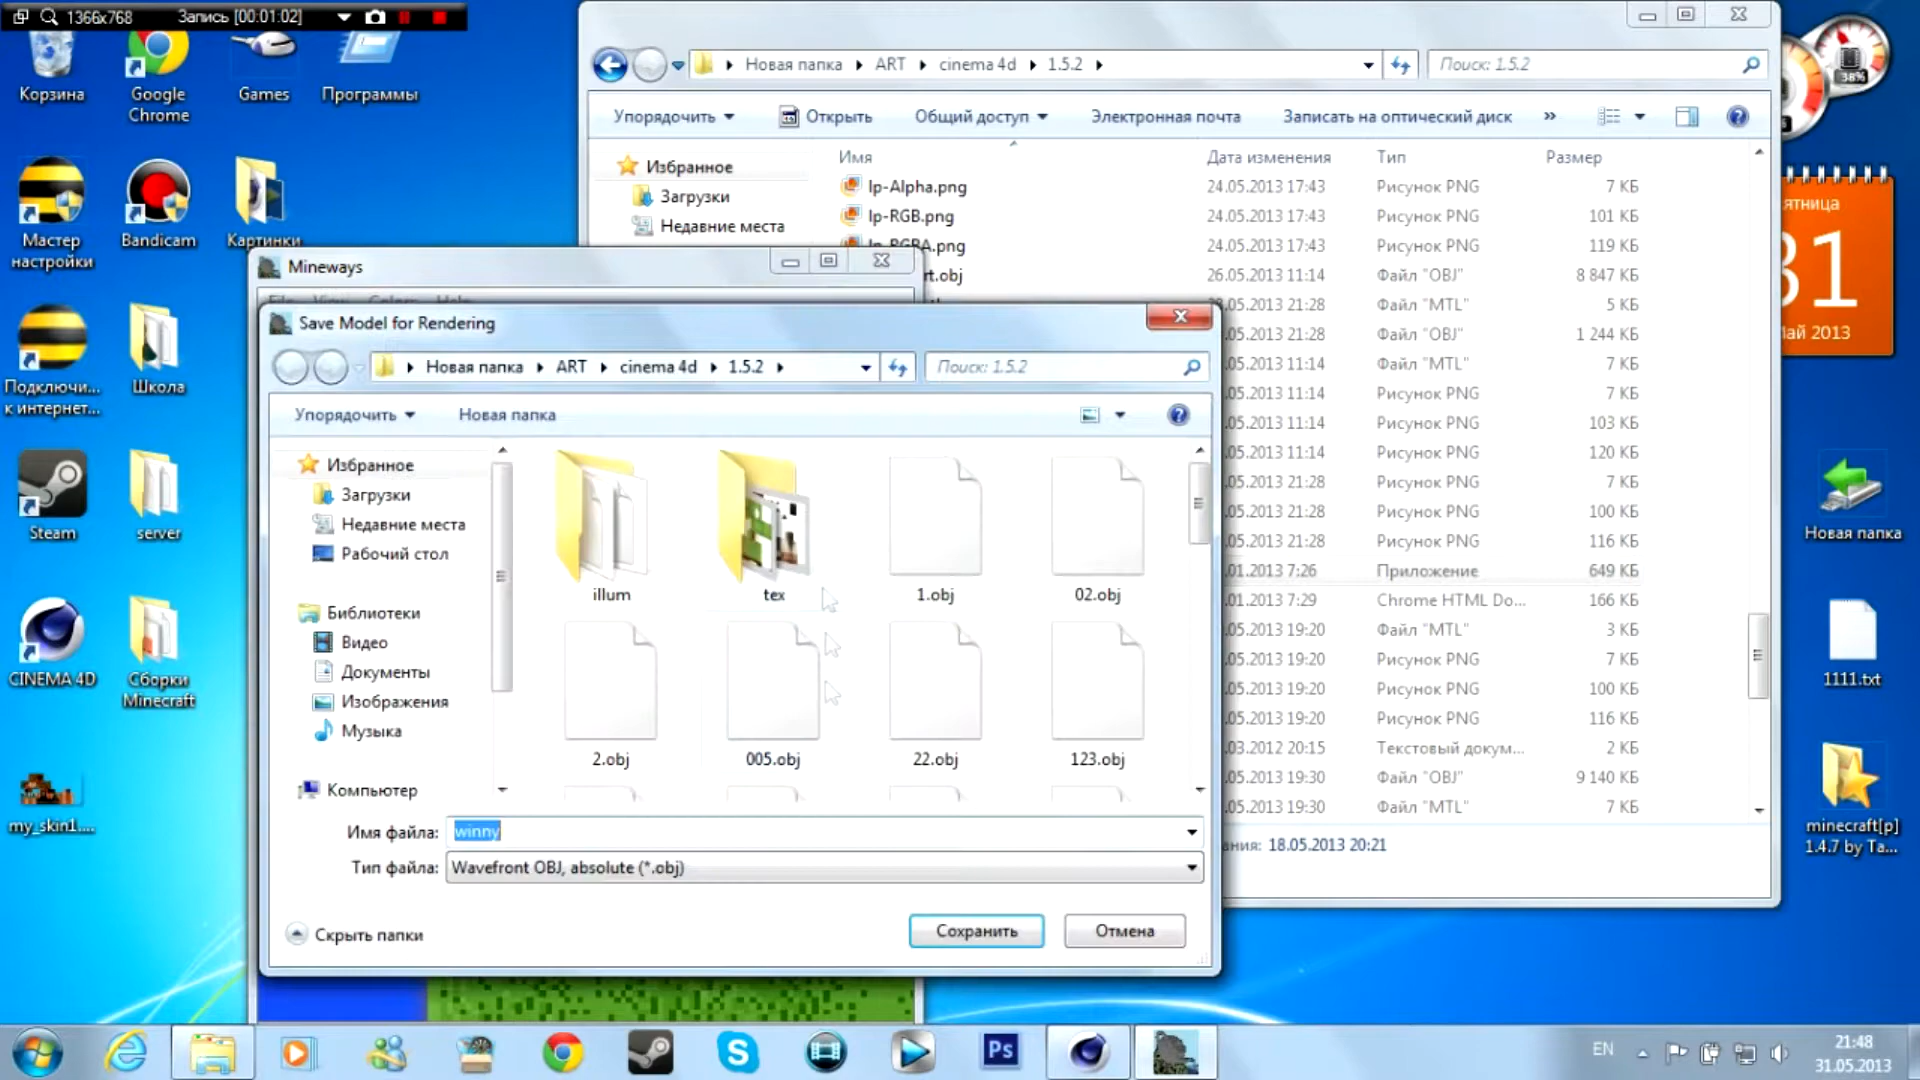 1366x768 Запись [00:01:02]
Корзина
Google Chrome
Games
Программы
Мастер настройки
Bandicam
Картинки
Подключи... к интернет...
Школа
Steam
server
CINEMA 4D
Сборки Minecraft
my_skin1....
Новая папка ART cinema 4d 1.5.2
Поиск: 1.5.2
Упорядочить Открыть Общий доступ Электронная почта Записать на оптический диск »
Избранное
Загрузки
Недавние места
Имя Дата изменения Тип Размер
lp-Alpha.png 24.05.2013 17:43 Рисунок PNG 7 КБ
lp-RGB.png 24.05.2013 17:43 Рисунок PNG 101 КБ
lp-RGBA.png 24.05.2013 17:43 Рисунок PNG 119 КБ
rt.obj 26.05.2013 11:14 Файл "OBJ" 8 847 КБ
.05.2013 21:28 Файл "MTL" 5 КБ
.05.2013 21:28 Файл "OBJ" 1 244 КБ
.05.2013 11:14 Файл "MTL" 7 КБ
.05.2013 11:14 Рисунок PNG 7 КБ
.05.2013 11:14 Рисунок PNG 103 КБ
.05.2013 11:14 Рисунок PNG 120 КБ
.05.2013 21:28 Рисунок PNG 7 КБ
.05.2013 21:28 Рисунок PNG 100 КБ
.05.2013 21:28 Рисунок PNG 116 КБ
.01.2013 7:26 Приложение 649 КБ
.01.2013 7:29 Chrome HTML Do... 166 КБ
.05.2013 19:20 Файл "MTL" 3 КБ
.05.2013 19:20 Рисунок PNG 7 КБ
.05.2013 19:20 Рисунок PNG 100 КБ
.05.2013 19:20 Рисунок PNG 116 КБ
.03.2012 20:15 Текстовый докум... 2 КБ
.05.2013 19:30 Файл "OBJ" 9 140 КБ
.05.2013 19:30 Файл "MTL" 7 КБ
ания: 18.05.2013 20:21
Mineways
File View Colors Help
Save Model for Rendering
Новая папка ART cinema 4d 1.5.2
Поиск: 1.5.2
Упорядочить Новая папка
Избранное
Загрузки
Недавние места
Рабочий стол
Библиотеки
Видео
Документы
Изображения
Музыка
Компьютер
illum tex 1.obj 02.obj
2.obj 005.obj 22.obj 123.obj
Имя файла: winny
Тип файла: Wavefront OBJ, absolute (*.obj)
Скрыть папки
Сохранить Отмена
38%
ятница
31
Май 2013
Новая папка
1111.txt
minecraft[p] 1.4.7 by Ta...
Ps
EN
21:48
31.05.2013